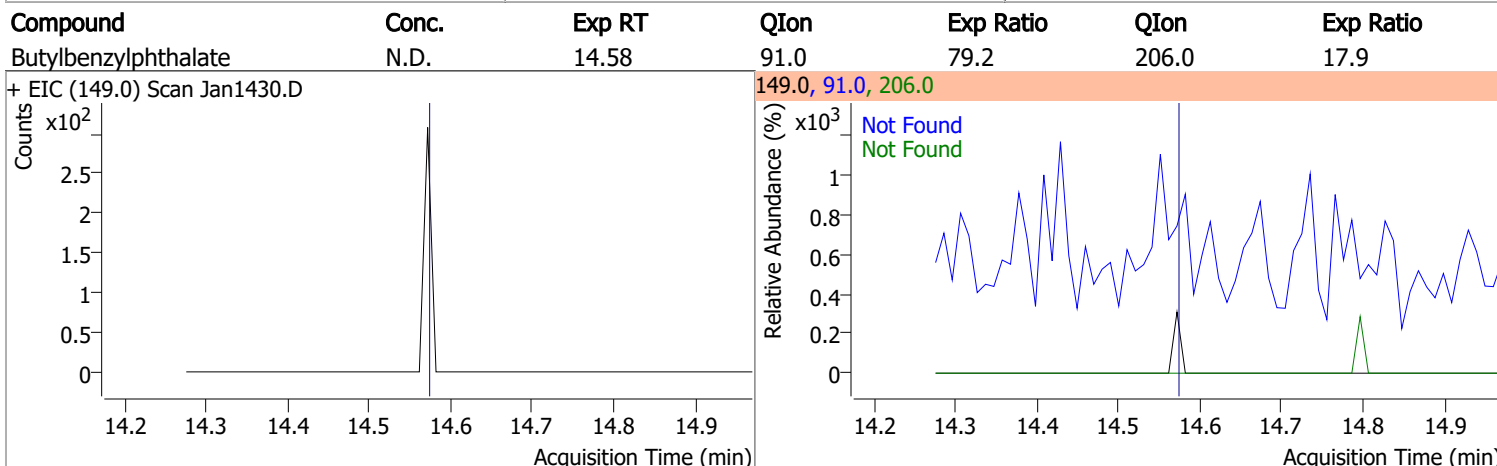 Compound Conc. Exp RT QIon Exp Ratio QIon Exp Ratio
Butylbenzylphthalate N.D. 14.58 91.0 79.2 206.0 17.9
+ EIC (149.0) Scan Jan1430.D
Counts
x10²
2.5
2
1.5
1
0.5
0
14.2 14.3 14.4 14.5 14.6 14.7 14.8 14.9
Acquisition Time (min)
149.0, 91.0, 206.0
Relative Abundance (%)
x10³
Not Found
Not Found
1
0.8
0.6
0.4
0.2
0
14.2 14.3 14.4 14.5 14.6 14.7 14.8 14.9
Acquisition Time (min)